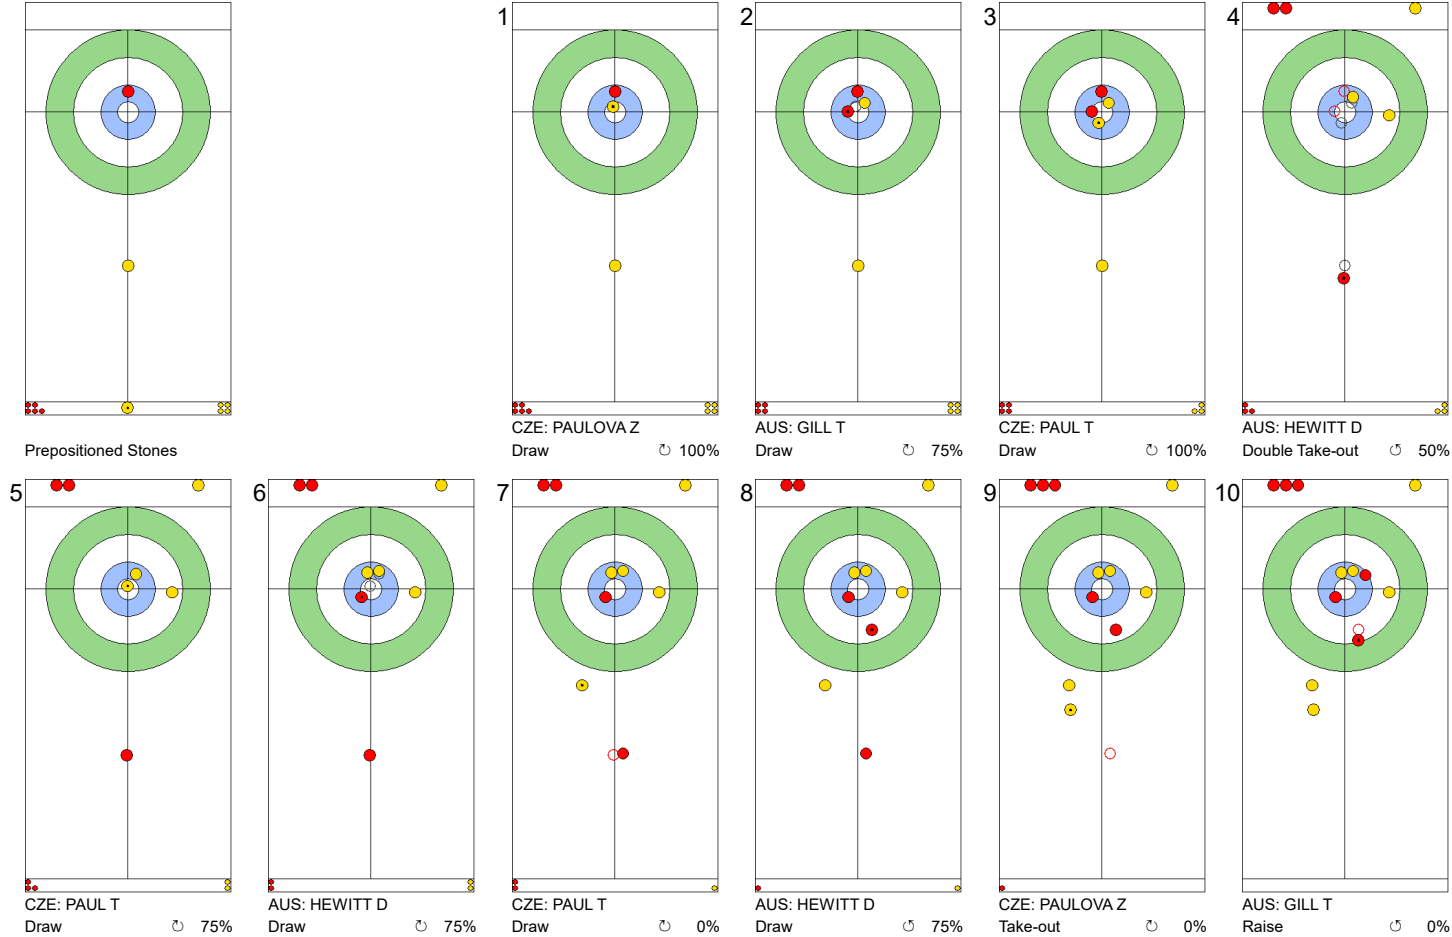 Prepositioned Stones
1
CZE: PAULOVA Z
Draw ↻ 100%
2
AUS: GILL T
Draw ↻ 75%
3
CZE: PAUL T
Draw ↻ 100%
4
AUS: HEWITT D
Double Take-out ↺ 50%
5
CZE: PAUL T
Draw ↻ 75%
6
AUS: HEWITT D
Draw ↻ 75%
7
CZE: PAUL T
Draw ↻ 0%
8
AUS: HEWITT D
Draw ↺ 75%
9
CZE: PAULOVA Z
Take-out ↻ 0%
10
AUS: GILL T
Raise ↺ 0%